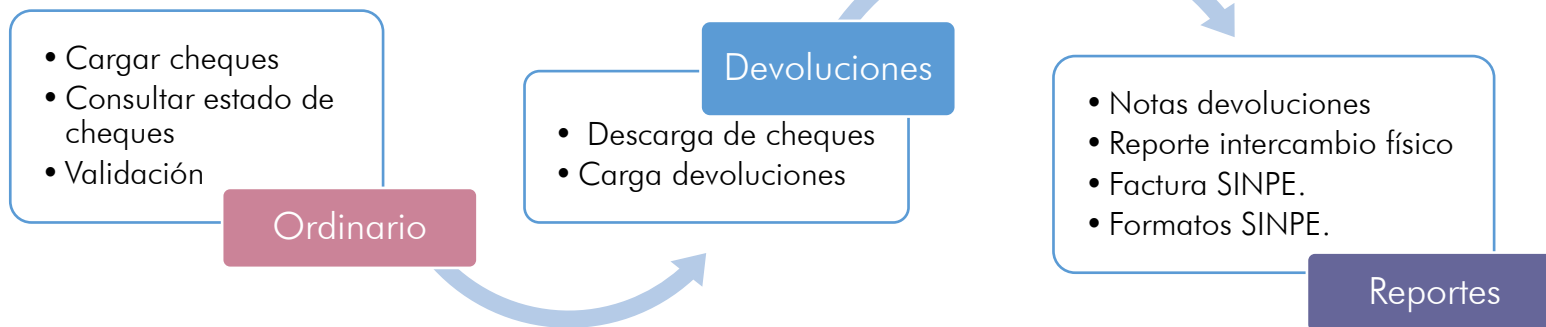 • Cargar cheques
• Consultar estado de
cheques
• Validación
Ordinario
Devoluciones
• Descarga de cheques
• Carga devoluciones
• Notas devoluciones
• Reporte intercambio físico
• Factura SINPE.
• Formatos SINPE.
Reportes